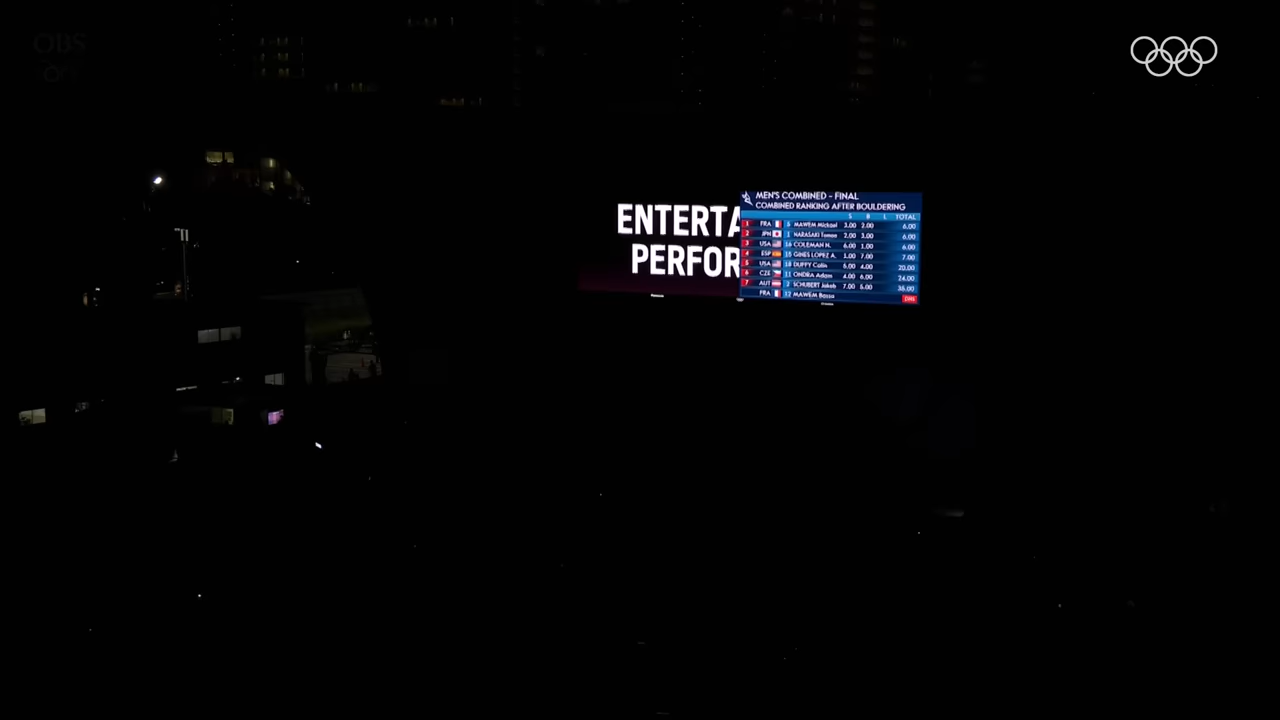 OBS
ENTERTA
PERFOR
MEN'S COMBINED - FINAL
COMBINED RANKING AFTER BOULDERING
S B L TOTAL
1 FRA 5 MAWEM Mickael 3.00 2.00 6.00
2 JPN 1 NARASAKI Tomoa 2.00 3.00 6.00
3 USA 16 COLEMAN N. 6.00 1.00 6.00
4 ESP 15 GINES LOPEZ A. 1.00 7.00 7.00
5 USA 18 DUFFY Colin 5.00 4.00 20.00
6 CZE 11 ONDRA Adam 4.00 6.00 24.00
7 AUT 3 SCHUBERT Jakob 7.00 5.00 35.00
FRA 17 MAWEM Bassa DNS